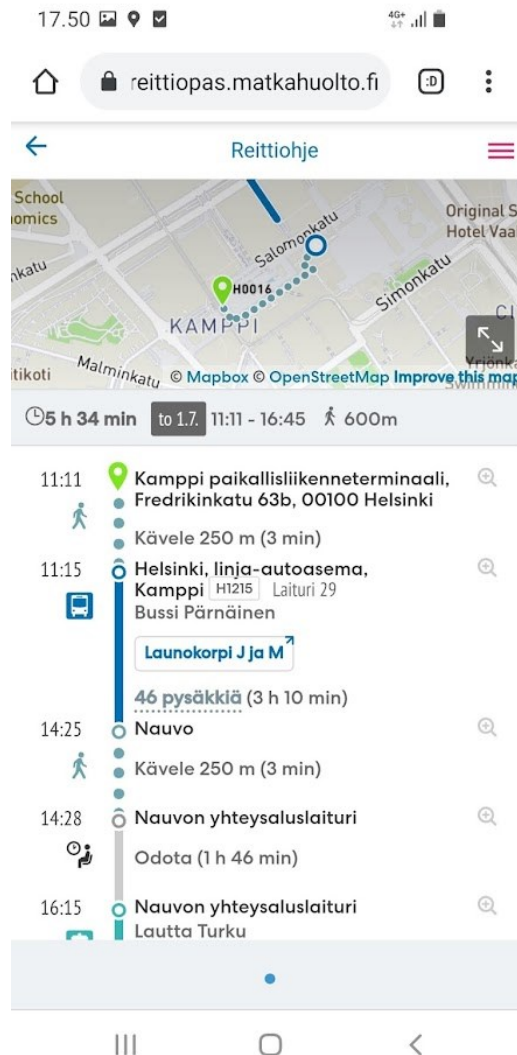 17.50
4G+
reittiopas.matkahuolto.fi
:D
Reittiohje
School
omics
nkatu
Salomonkatu
Original S
Hotel Vaa
H0016
Simonkatu
KAMPPI
itikoti
Malminkatu
© Mapbox © OpenStreetMap Improve this map
5 h 34 min to 1.7. 11:11 - 16:45 600m
11:11 Kamppi paikallisliikenneterminaali,
Fredrikinkatu 63b, 00100 Helsinki
Kävele 250 m (3 min)
11:15 Helsinki, linja-autoasema,
Kamppi H1215 Laituri 29
Bussi Pärnäinen
Launokorpi J ja M
46 pysäkkiä (3 h 10 min)
14:25 Nauvo
Kävele 250 m (3 min)
14:28 Nauvon yhteysaluslaituri
Odota (1 h 46 min)
16:15 Nauvon yhteysaluslaituri
Lautta Turku